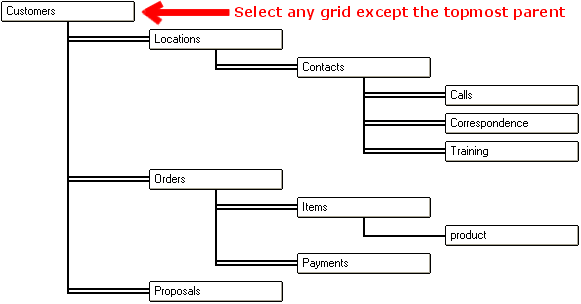 Customers
Select any grid except the topmost parent
Locations
Contacts
Calls
Correspondence
Training
Orders
Items
product
Payments
Proposals